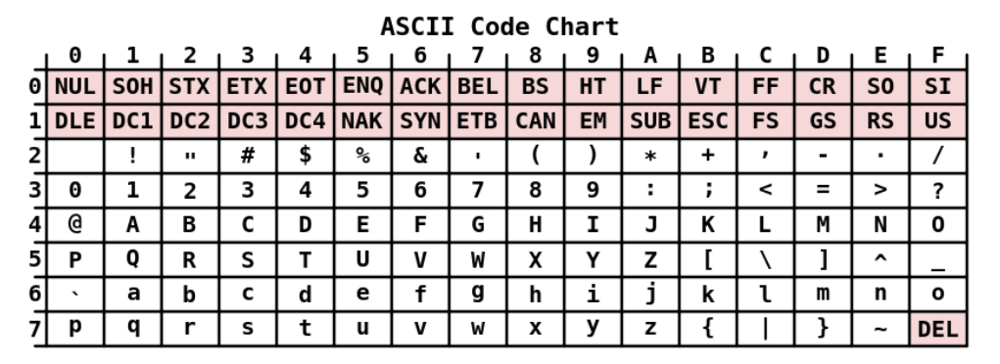 ASCII Code Chart
0 1 2 3 4 5 6 7 8 9 A B C D E F
0 NUL SOH STX ETX EOT ENQ ACK BEL BS HT LF VT FF CR SO SI
1 DLE DC1 DC2 DC3 DC4 NAK SYN ETB CAN EM SUB ESC FS GS RS US
2 ! " # $ % & ' ( ) * + , - . /
3 0 1 2 3 4 5 6 7 8 9 : ; < = > ?
4 @ A B C D E F G H I J K L M N O
5 P Q R S T U V W X Y Z [ \ ] ^ _
6 ` a b c d e f g h i j k l m n o
7 p q r s t u v w x y z { | } ~ DEL